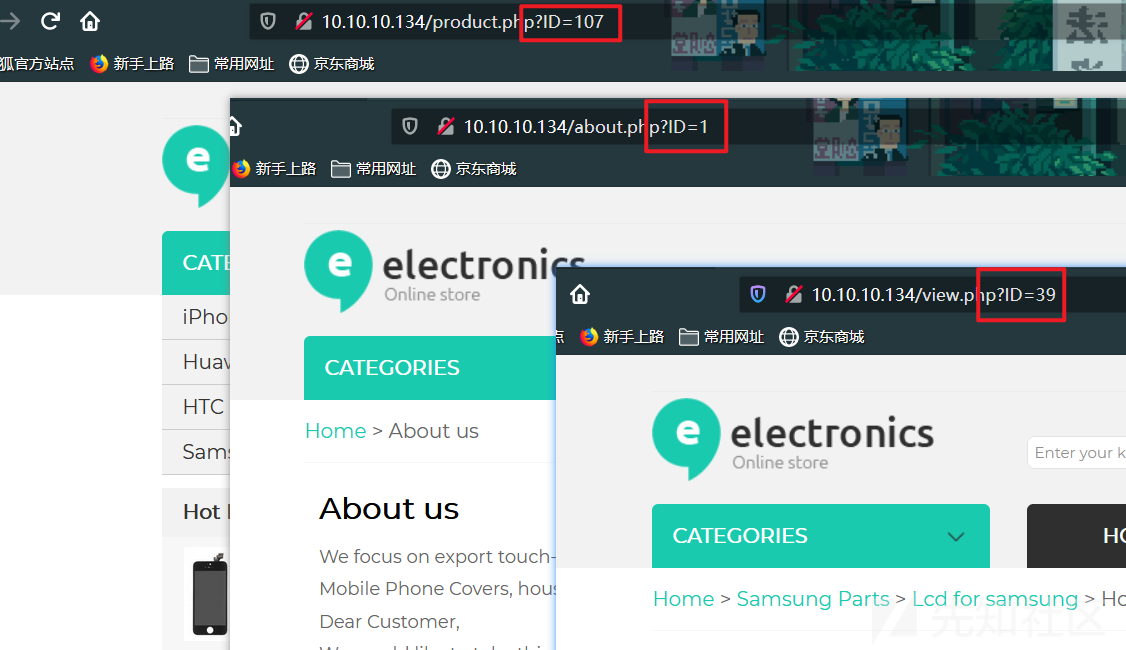 10.10.10.134/product.php?ID=107
狐官方站点 新手上路 常用网址 京东商城
e
CATE
iPho
Huaw
HTC
Sams
Hot
10.10.10.134/about.php?ID=1
新手上路 常用网址 京东商城
e electronics
Online store
CATEGORIES
Home > About us
About us
We focus on export touch-
Mobile Phone Covers, hous
Dear Customer,
10.10.10.134/view.php?ID=39
点 新手上路 常用网址 京东商城
e electronics
Online store
Enter your k
CATEGORIES
HO
Home > Samsung Parts > Lcd for samsung > Ho
先知社区